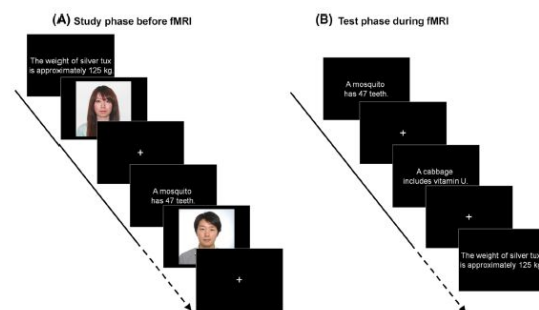 (A) Study phase before fMRI
The weight of silver tux
is approximately 125 kg
+
A mosquito
has 47 teeth.
+
(B) Test phase during fMRI
A mosquito
has 47 teeth.
+
A cabbage
includes vitamin U.
+
The weight of silver tux
is approximately 125 kg